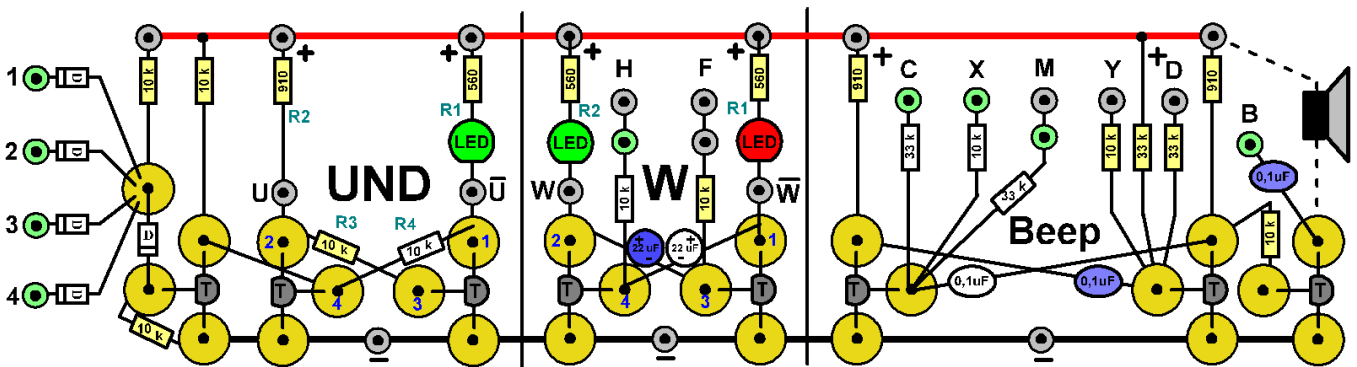 + + + + + +
H F C X M Y D
1 D 10 k 10 k 910 560 560 560 910 910
R2 R1 R2 R1 B
LED LED LED
2 D 33 k 10 k 10 k 33 k 33 k
0,1uF
U UND U W W W
10 k 10 k 33 k
3 D R3 R4 Beep
D 2 10 k 10 k 1 2 + 22 uF - + 22 uF - 1 10 k
4 D T T 4 3 T T 4 3 T T 0,1uF 0,1uF T T
10 k
- - -